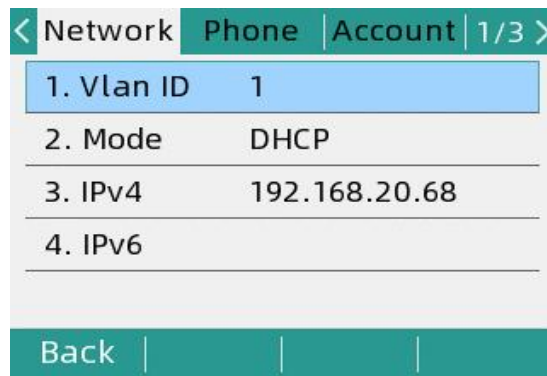 < Network Phone Account 1/3 >
1. Vlan ID 1
2. Mode DHCP
3. IPv4 192.168.20.68
4. IPv6
Back